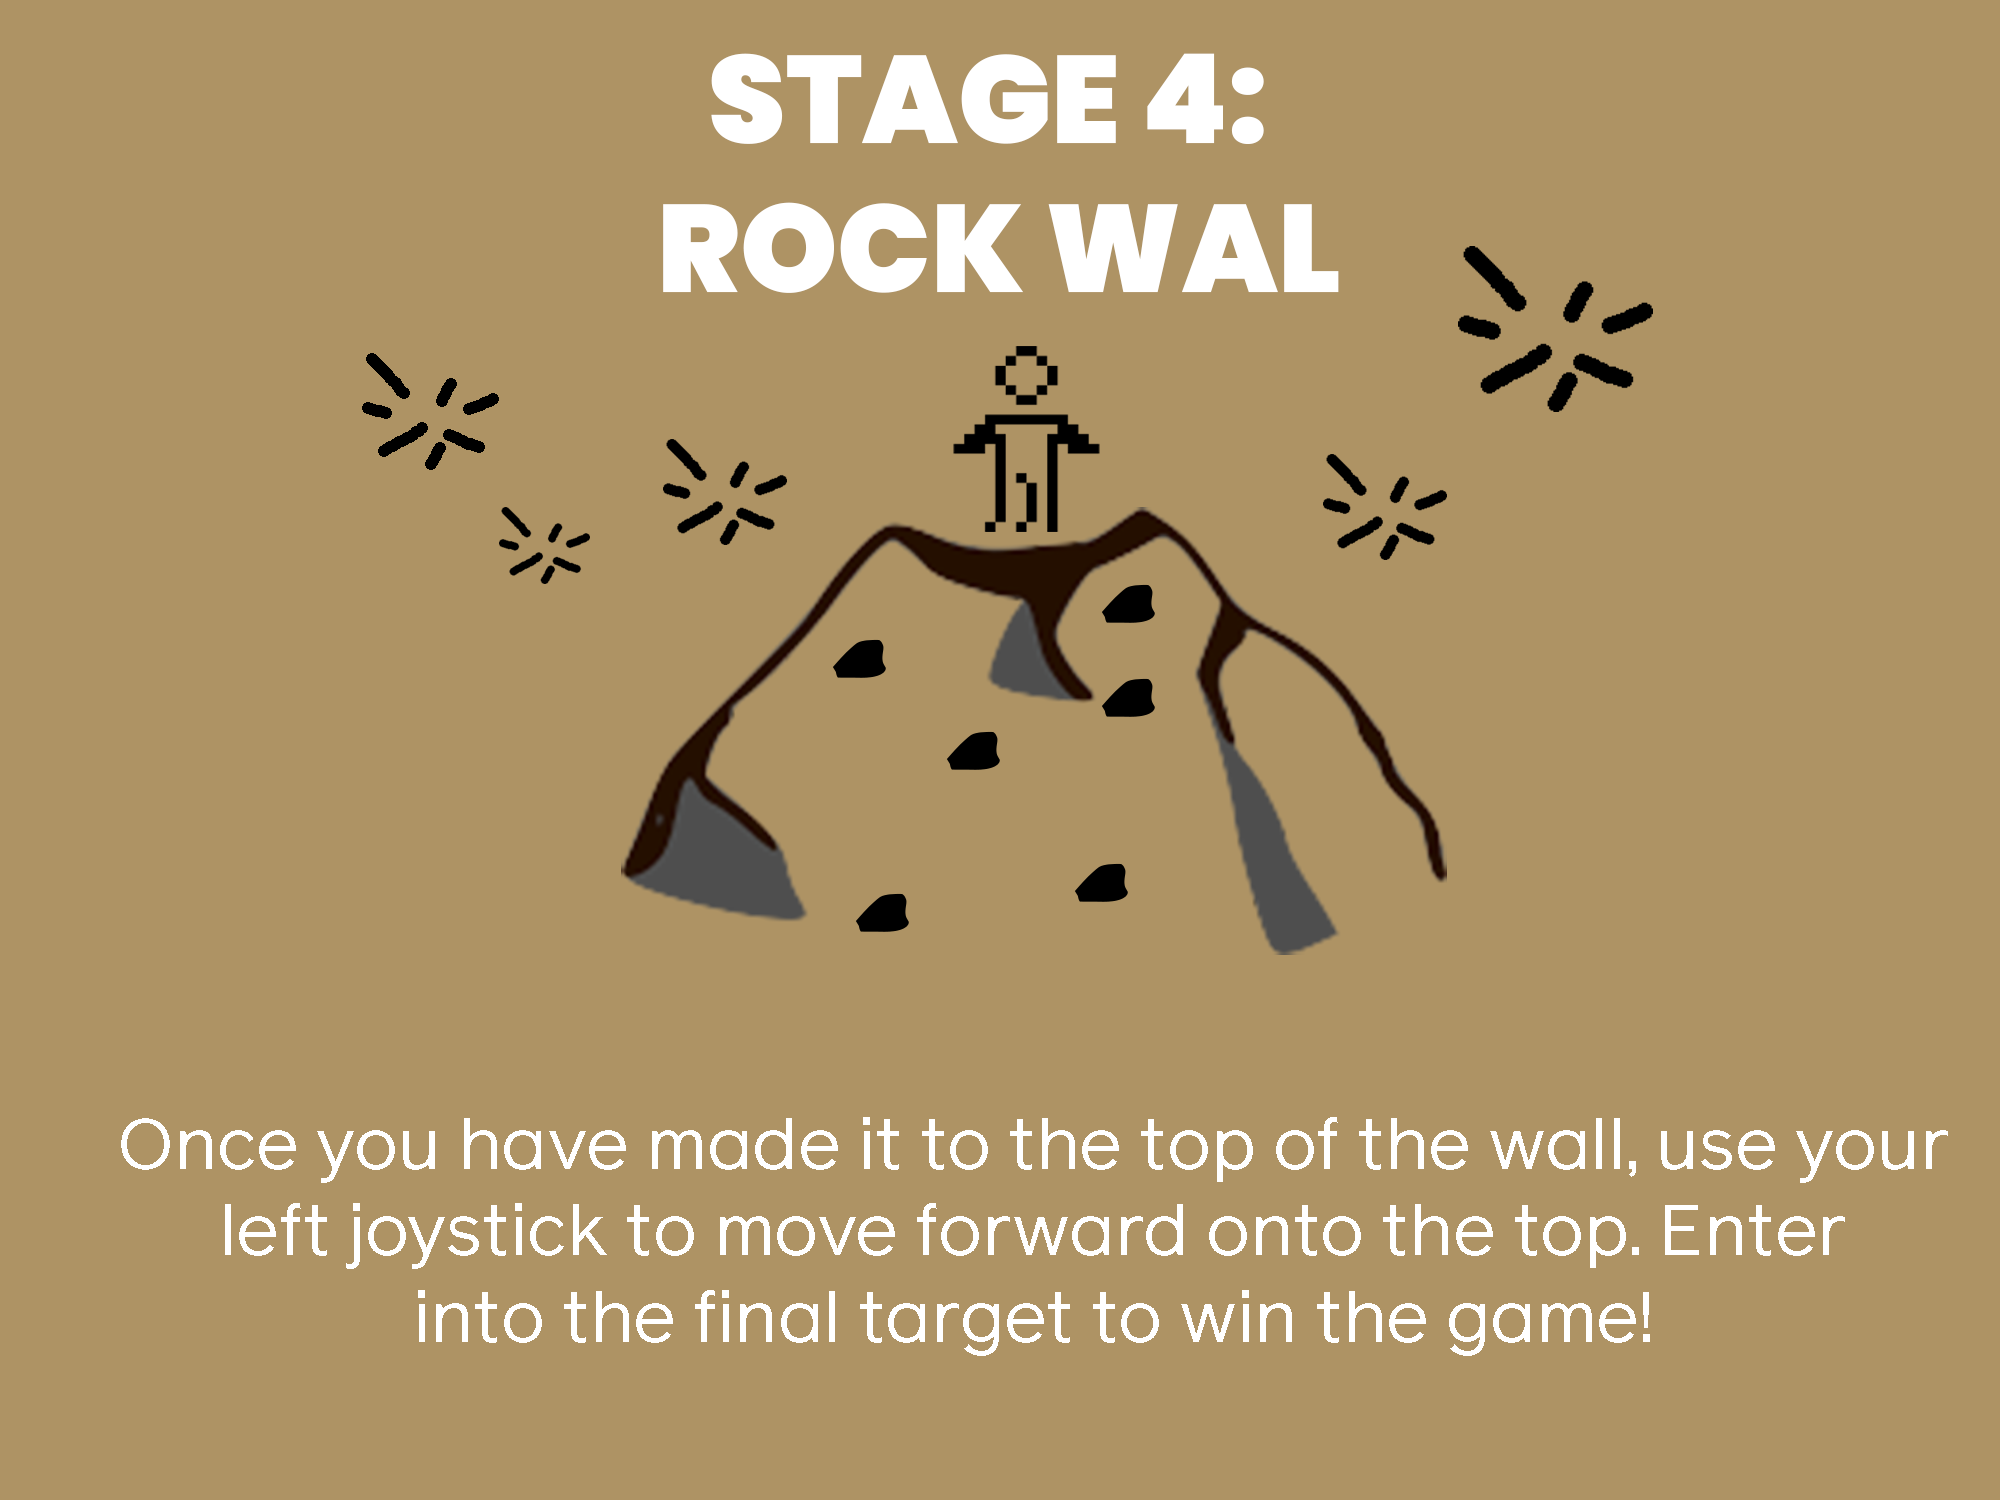 STAGE 4:
ROCK WAL
Once you have made it to the top of the wall, use your
left joystick to move forward onto the top. Enter
into the final target to win the game!